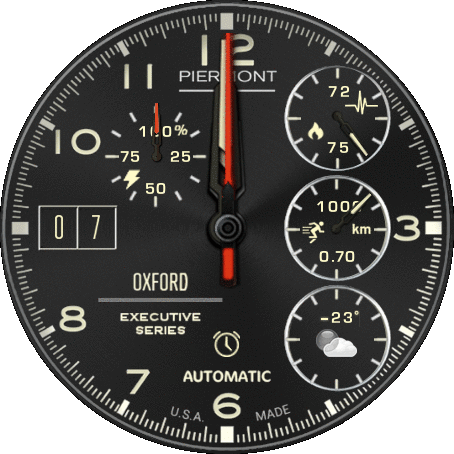 12
11
PIERMONT
10
100%
75 25
50
72
75
1002
km
0.70
0 7
3
OXFORD
EXECUTIVE
SERIES
-23°
8
AUTOMATIC
7
6
U.S.A. MADE